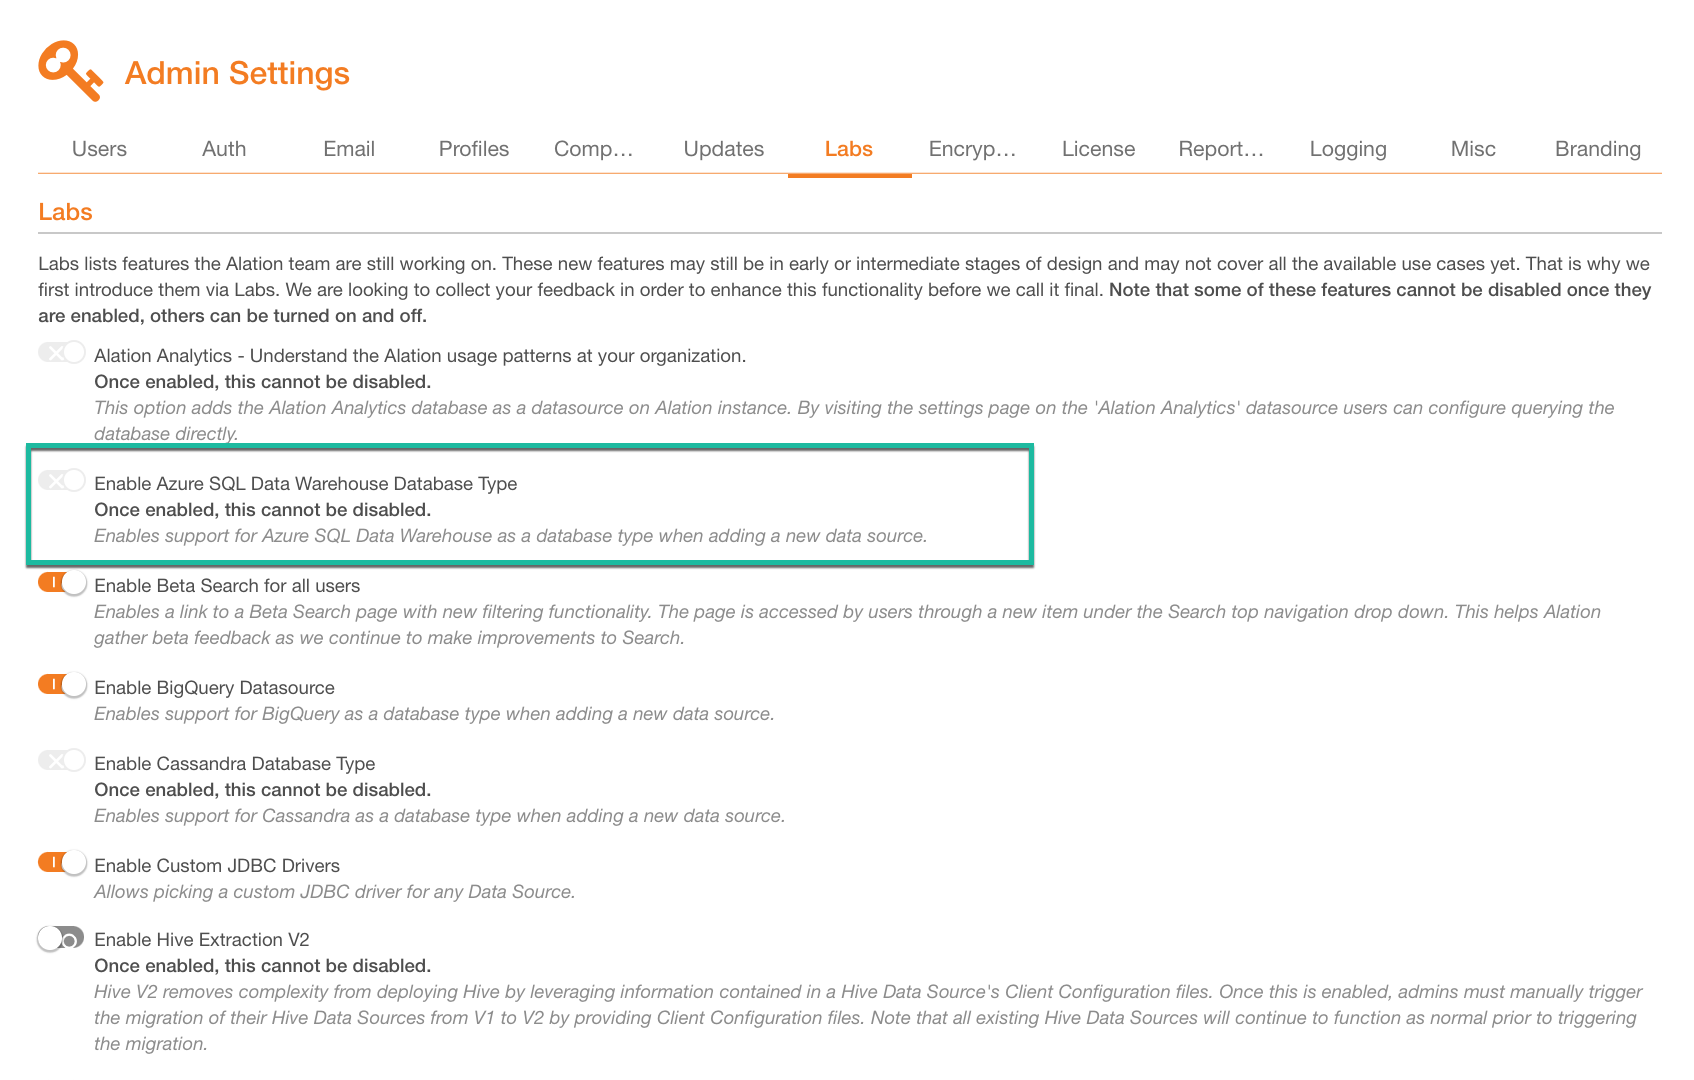 Admin Settings
Users Auth Email Profiles Comp... Updates Labs Encryp... License Report... Logging Misc Branding
Labs
Labs lists features the Alation team are still working on. These new features may still be in early or intermediate stages of design and may not cover all the available use cases yet. That is why we
first introduce them via Labs. We are looking to collect your feedback in order to enhance this functionality before we call it final. Note that some of these features cannot be disabled once they
are enabled, others can be turned on and off.
Alation Analytics - Understand the Alation usage patterns at your organization.
Once enabled, this cannot be disabled.
This option adds the Alation Analytics database as a datasource on Alation instance. By visiting the settings page on the 'Alation Analytics' datasource users can configure querying the
database directly.
Enable Azure SQL Data Warehouse Database Type
Once enabled, this cannot be disabled.
Enables support for Azure SQL Data Warehouse as a database type when adding a new data source.
Enable Beta Search for all users
Enables a link to a Beta Search page with new filtering functionality. The page is accessed by users through a new item under the Search top navigation drop down. This helps Alation
gather beta feedback as we continue to make improvements to Search.
Enable BigQuery Datasource
Enables support for BigQuery as a database type when adding a new data source.
Enable Cassandra Database Type
Once enabled, this cannot be disabled.
Enables support for Cassandra as a database type when adding a new data source.
Enable Custom JDBC Drivers
Allows picking a custom JDBC driver for any Data Source.
Enable Hive Extraction V2
Once enabled, this cannot be disabled.
Hive V2 removes complexity from deploying Hive by leveraging information contained in a Hive Data Source's Client Configuration files. Once this is enabled, admins must manually trigger
the migration of their Hive Data Sources from V1 to V2 by providing Client Configuration files. Note that all existing Hive Data Sources will continue to function as normal prior to triggering
the migration.